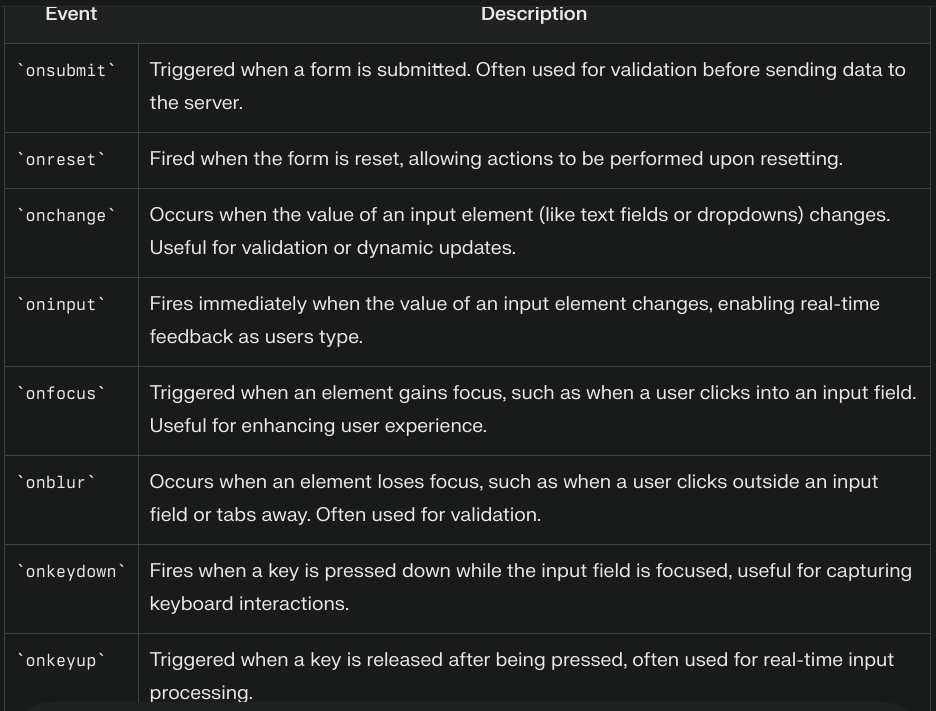 Event Description
`onsubmit` Triggered when a form is submitted. Often used for validation before sending data to
the server.
`onreset` Fired when the form is reset, allowing actions to be performed upon resetting.
`onchange` Occurs when the value of an input element (like text fields or dropdowns) changes.
Useful for validation or dynamic updates.
`oninput` Fires immediately when the value of an input element changes, enabling real-time
feedback as users type.
`onfocus` Triggered when an element gains focus, such as when a user clicks into an input field.
Useful for enhancing user experience.
`onblur` Occurs when an element loses focus, such as when a user clicks outside an input
field or tabs away. Often used for validation.
`onkeydown` Fires when a key is pressed down while the input field is focused, useful for capturing
keyboard interactions.
`onkeyup` Triggered when a key is released after being pressed, often used for real-time input
processing.